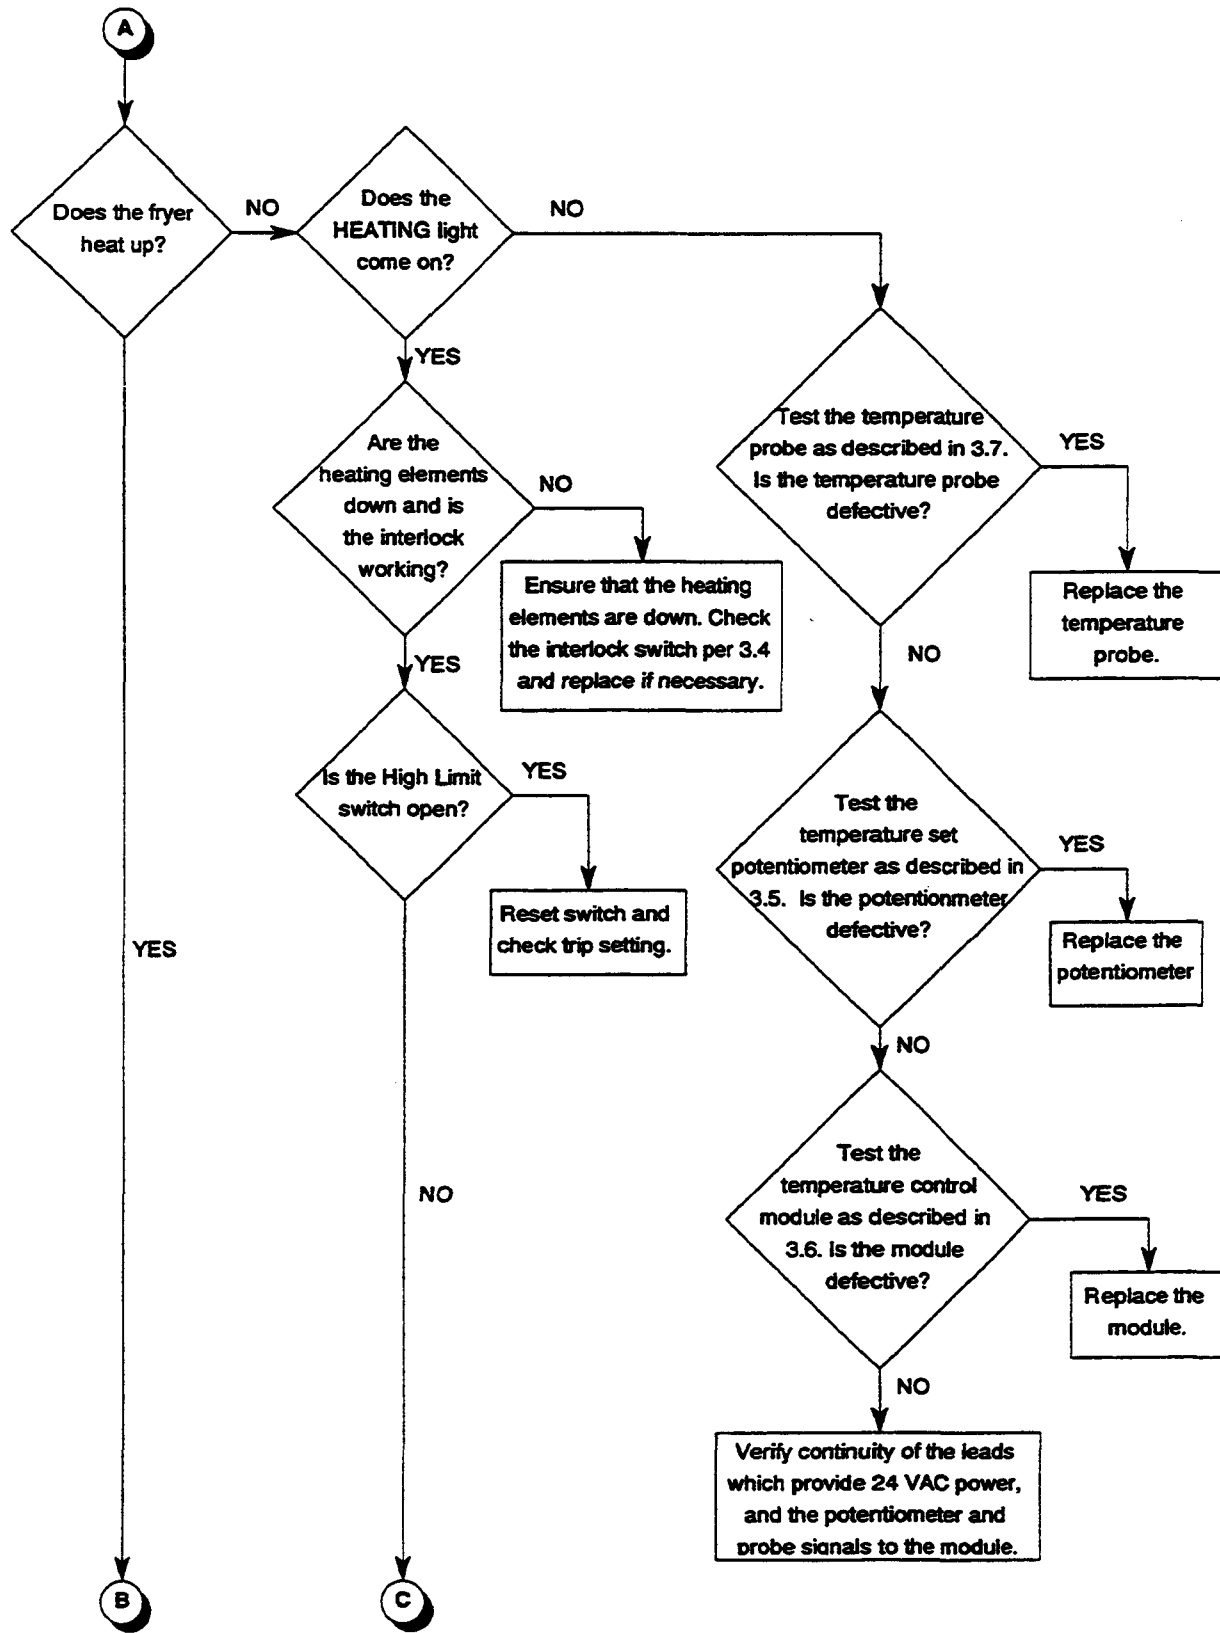 A
Does the fryer
heat up?
NO
Does the
HEATING light
come on?
NO
YES
Are the
heating elements
down and is
the interlock
working?
NO
Ensure that the heating
elements are down. Check
the interlock switch per 3.4
and replace if necessary.
YES
Is the High Limit
switch open?
YES
Reset switch and
check trip setting.
YES
NO
Test the temperature
probe as described in 3.7.
Is the temperature probe
defective?
YES
Replace the
temperature
probe.
NO
Test the
temperature set
potentiometer as described in
3.5. Is the potentionmeter
defective?
YES
Replace the
potentiometer
NO
Test the
temperature control
module as described in
3.6. Is the module
defective?
YES
Replace the
module.
NO
Verify continuity of the leads
which provide 24 VAC power,
and the potentiometer and
probe signals to the module.
B
C